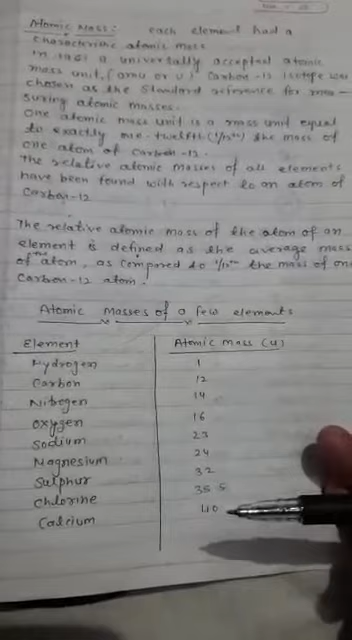 Atomic Mass: each element had a
characteristic atomic mass
In 1961 a universally accepted atomic
mass unit, (amu or u) Carbon-12 isotope was
chosen as the standard reference for mea-
suring atomic masses.
One atomic mass unit is a mass unit equal
to exactly one-twelfth (1/12th) the mass of
one atom of Carbon-12.
The relative atomic masses of all elements
have been found with respect to an atom of
Carbon-12
The relative atomic mass of the atom of an
element is defined as the average mass
of the atom, as compared to 1/12th the mass of one
Carbon-12 atom.
Atomic Masses of a few elements
Element Atomic Mass (u)
Hydrogen 1
Carbon 12
Nitrogen 14
Oxygen 16
Sodium 23
Magnesium 24
Sulphur 32
Chlorine 35.5
Calcium 40